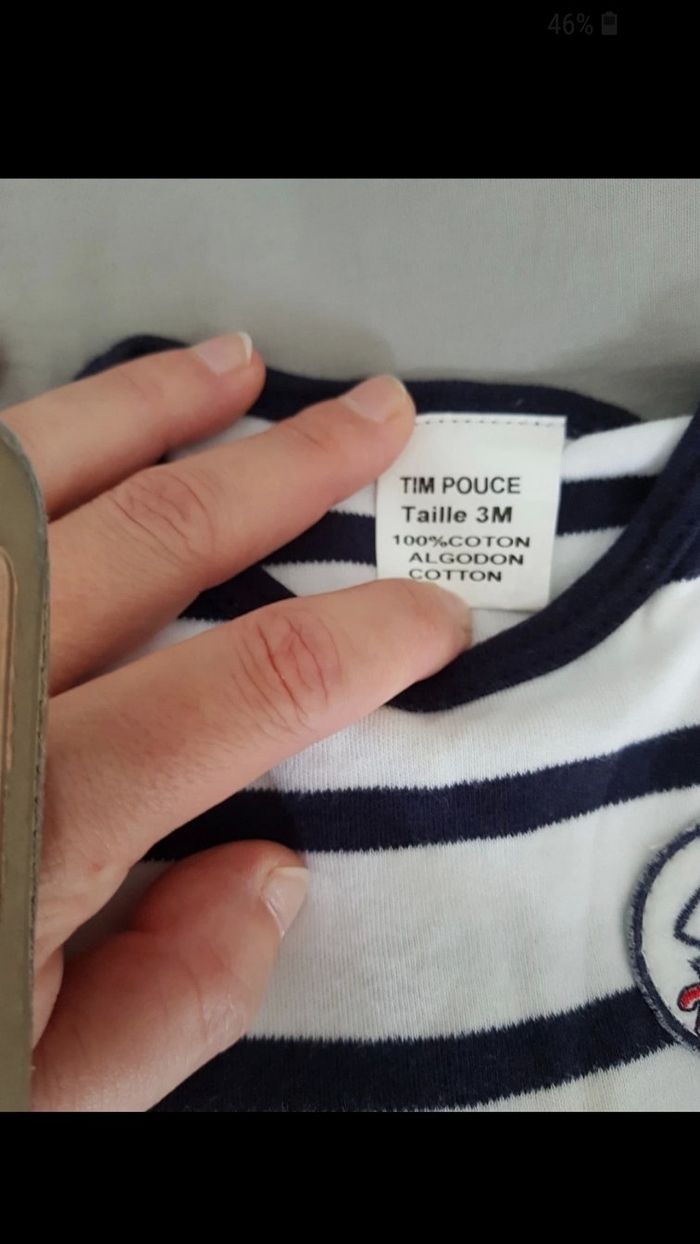 46%
TIM POUCE
Taille 3M
100%COTON
ALGODON
COTTON